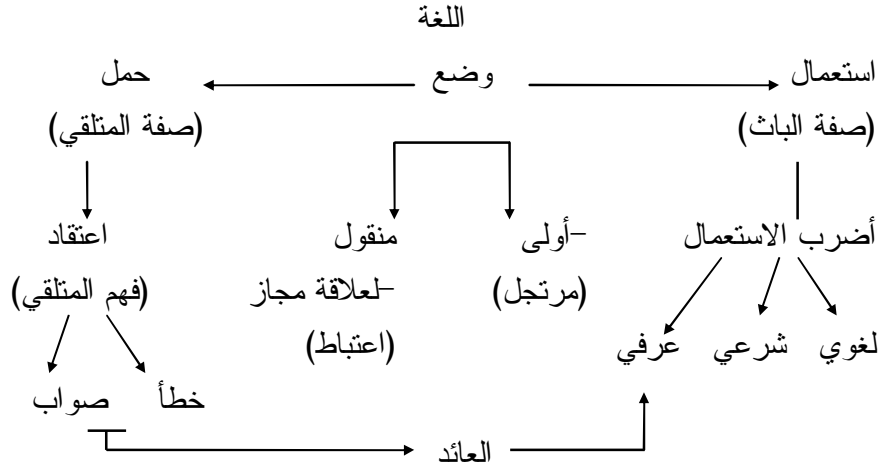 اللغة
استعمال وضع حمل
(صفة الباث) (صفة المتلقي)
أضرب الاستعمال -أولى منقول اعتقاد
(مرتجل) -لعلاقة مجاز (فهم المتلقي)
لغوي شرعي عرفي (اعتباط)
خطأ صواب
العائد